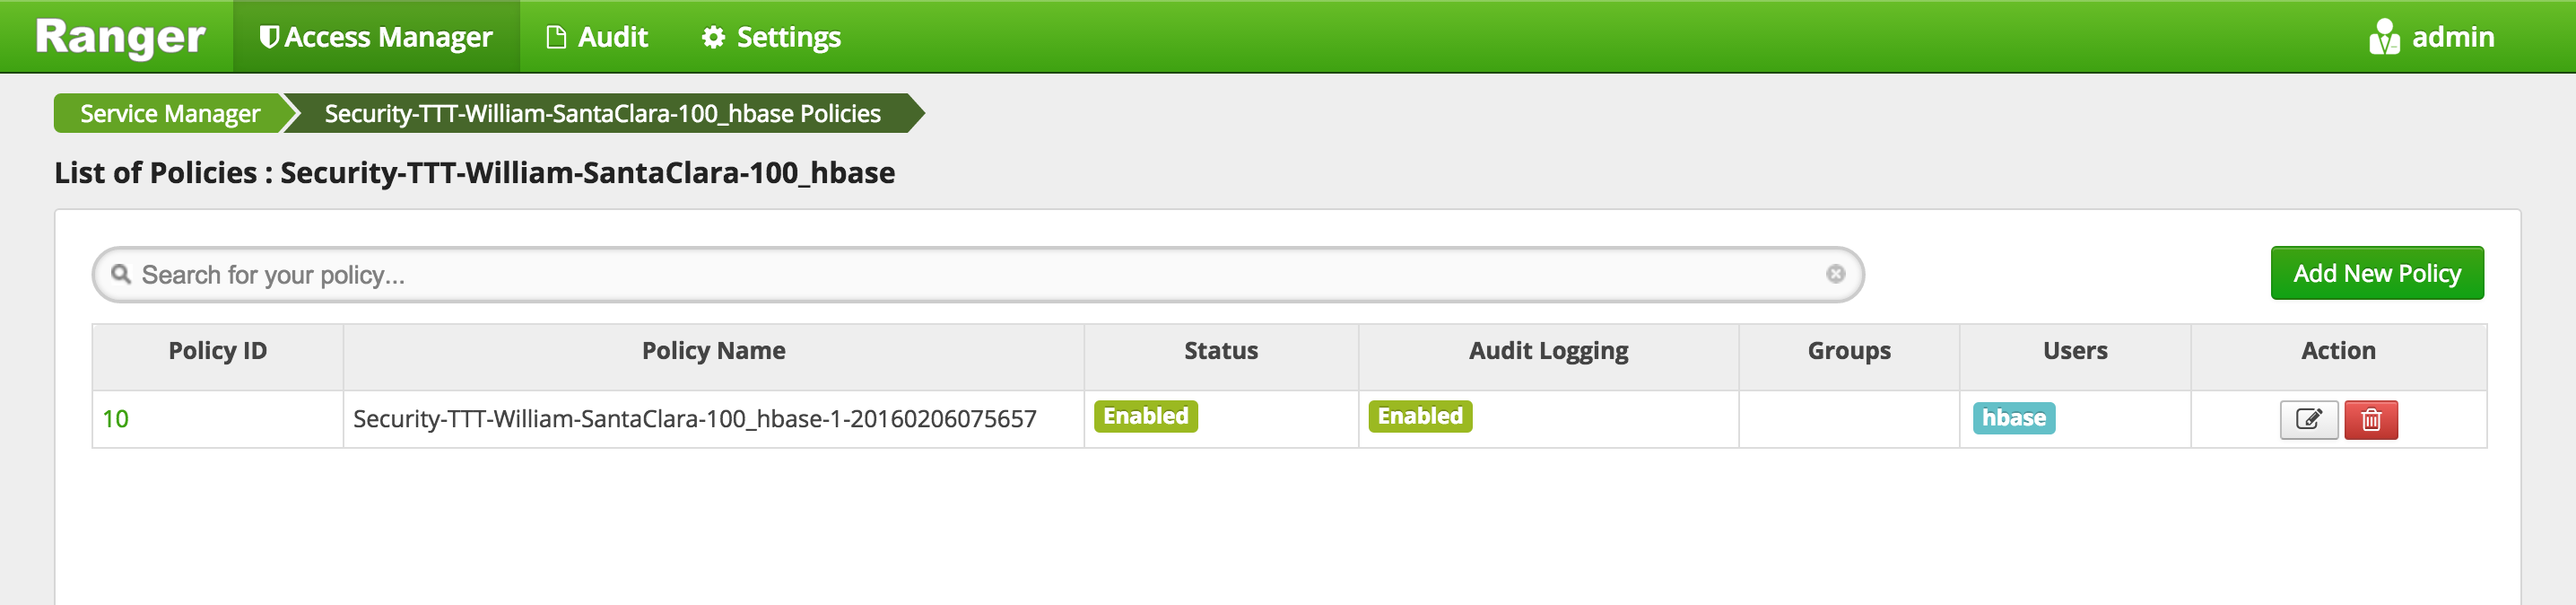 Ranger Access Manager Audit Settings admin
Service Manager Security-TTT-William-SantaClara-100_hbase Policies
List of Policies : Security-TTT-William-SantaClara-100_hbase
Search for your policy... Add New Policy
Policy ID Policy Name Status Audit Logging Groups Users Action
10 Security-TTT-William-SantaClara-100_hbase-1-20160206075657 Enabled Enabled hbase